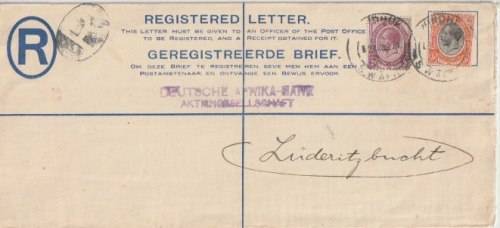 REGISTERED LETTER.
THIS LETTER MUST BE GIVEN TO AN OFFICER OF THE POST OFFICE
TO BE REGISTERED, AND A RECEIPT OBTAINED FOR IT.
R
GEREGISTREERDE BRIEF.
OM DEZE BRIEF TE REGISTREREN GEVE MEN HEM AAN EEN
POSTAMBTENAAR EN ONTVANGE EEN BEWIJS ERVOOR.
DEUTSCHE AFRIKA-BANK
AKTIENGESELLSCHAFT
Lüderitzbucht